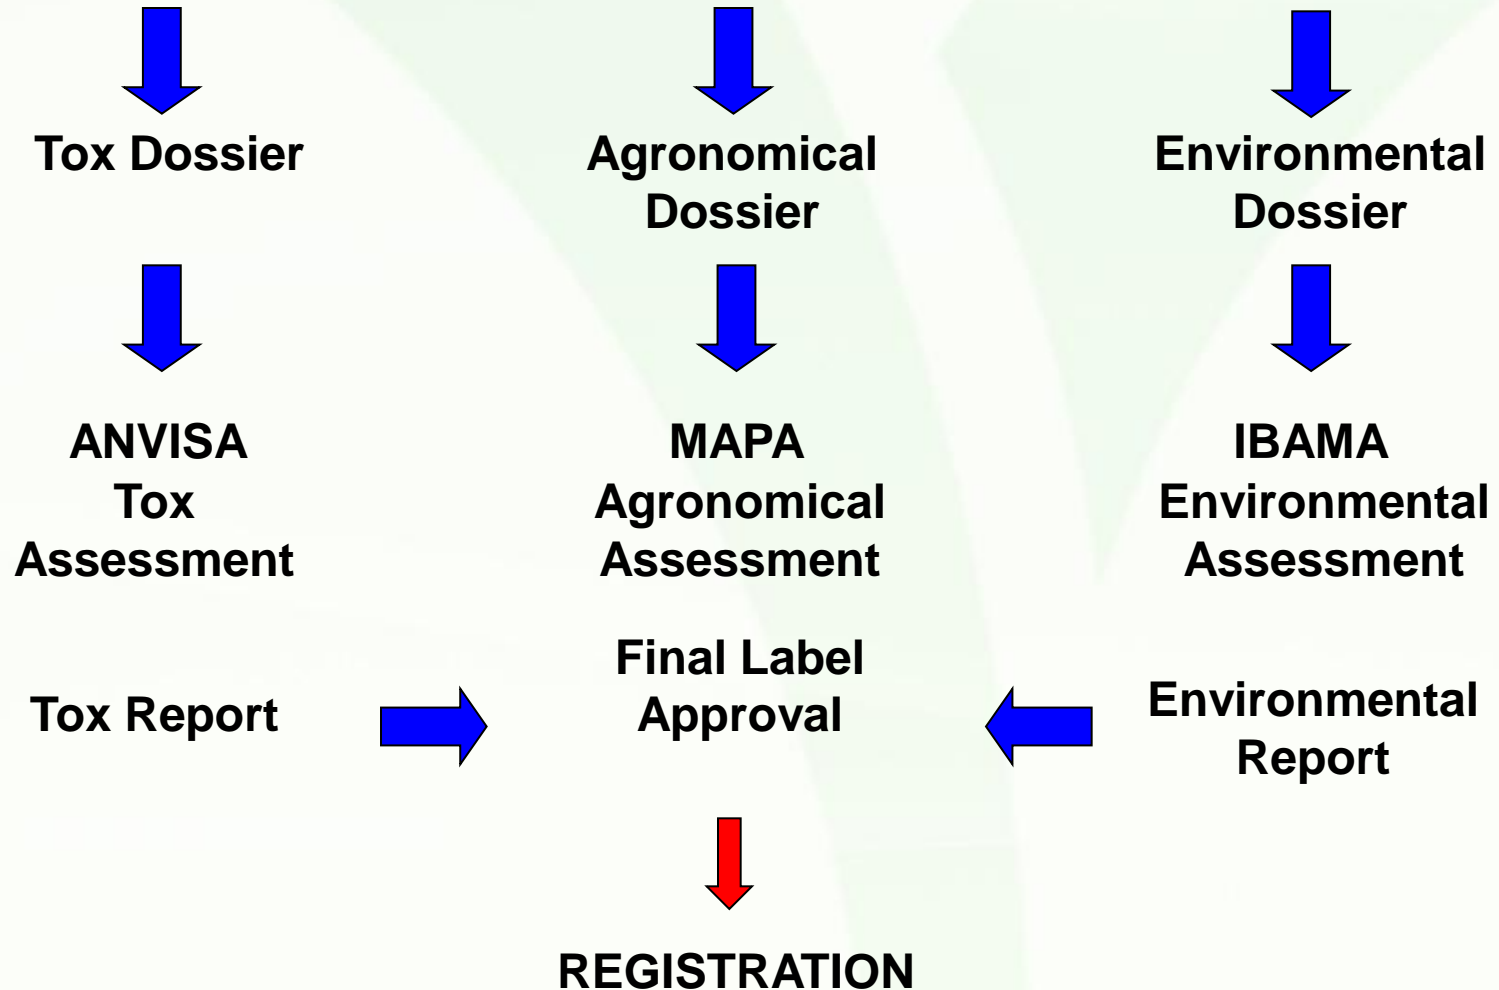 Tox Dossier
Agronomical
Dossier
Environmental
Dossier
ANVISA
Tox
Assessment
MAPA
Agronomical
Assessment
IBAMA
Environmental
Assessment
Tox Report
Final Label
Approval
Environmental
Report
REGISTRATION